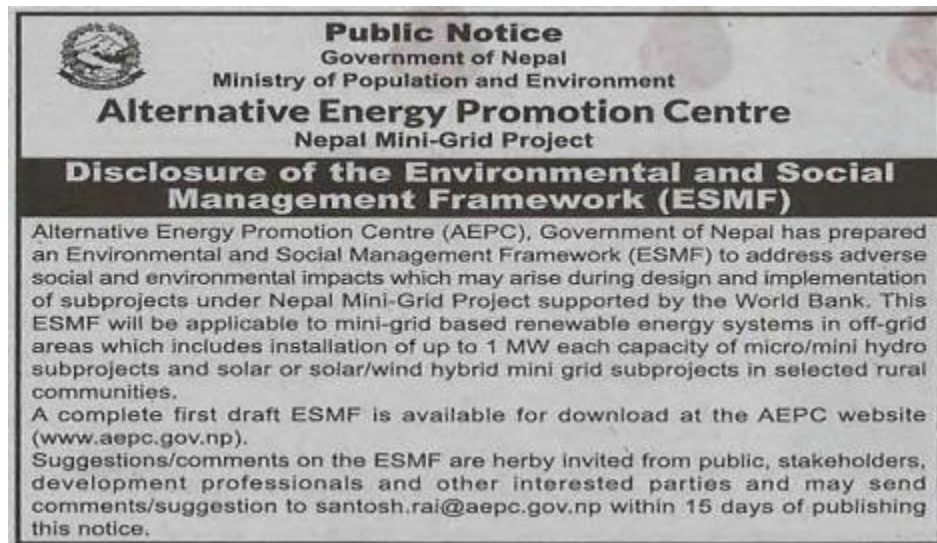 Public Notice
Government of Nepal
Ministry of Population and Environment
Alternative Energy Promotion Centre
Nepal Mini-Grid Project
Disclosure of the Environmental and Social
Management Framework (ESMF)
Alternative Energy Promotion Centre (AEPC), Government of Nepal has prepared
an Environmental and Social Management Framework (ESMF) to address adverse
social and environmental impacts which may arise during design and implementation
of subprojects under Nepal Mini-Grid Project supported by the World Bank. This
ESMF will be applicable to mini-grid based renewable energy systems in off-grid
areas which includes installation of up to 1 MW each capacity of micro/mini hydro
subprojects and solar or solar/wind hybrid mini grid subprojects in selected rural
communities.
A complete first draft ESMF is available for download at the AEPC website
(www.aepc.gov.np).
Suggestions/comments on the ESMF are herby invited from public, stakeholders,
development professionals and other interested parties and may send
comments/suggestion to santosh.rai@aepc.gov.np within 15 days of publishing
this notice.